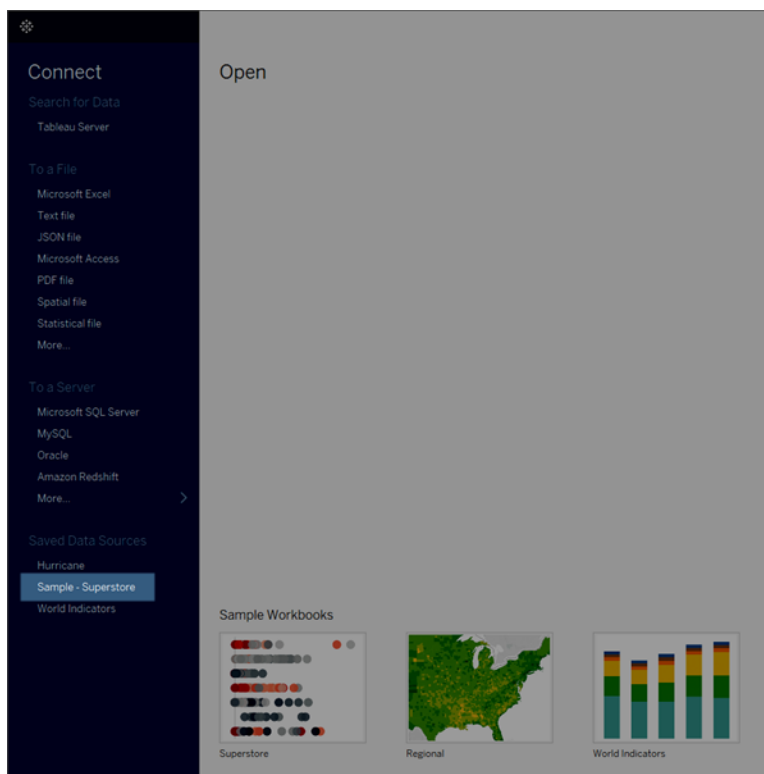 Connect
Search for Data
Tableau Server
To a File
Microsoft Excel
Text file
JSON file
Microsoft Access
PDF file
Spatial file
Statistical file
More...
To a Server
Microsoft SQL Server
MySQL
Oracle
Amazon Redshift
More...
Saved Data Sources
Hurricane
Sample - Superstore
World Indicators
Open
Sample Workbooks
Superstore
Regional
World Indicators